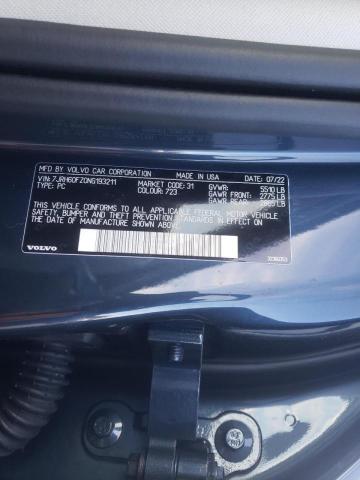 MFD BY VOLVO CAR CORPORATION MADE IN USA DATE: 07/22
VIN: 7JRH60FZ0NG193211 MARKET CODE: 31 GVWR: 5510 LB
TYPE: PC COLOUR: 723 GAWR FRONT: 2775 LB
GAWR REAR: LB
THIS VEHICLE CONFORMS TO ALL APPLICABLE FEDERAL MOTOR VEHICLE
SAFETY, BUMPER AND THEFT PREVENTION STANDARDS IN EFFECT ON THE DATE
OF MANUFACTURE SHOWN ABOVE.
VOLVO